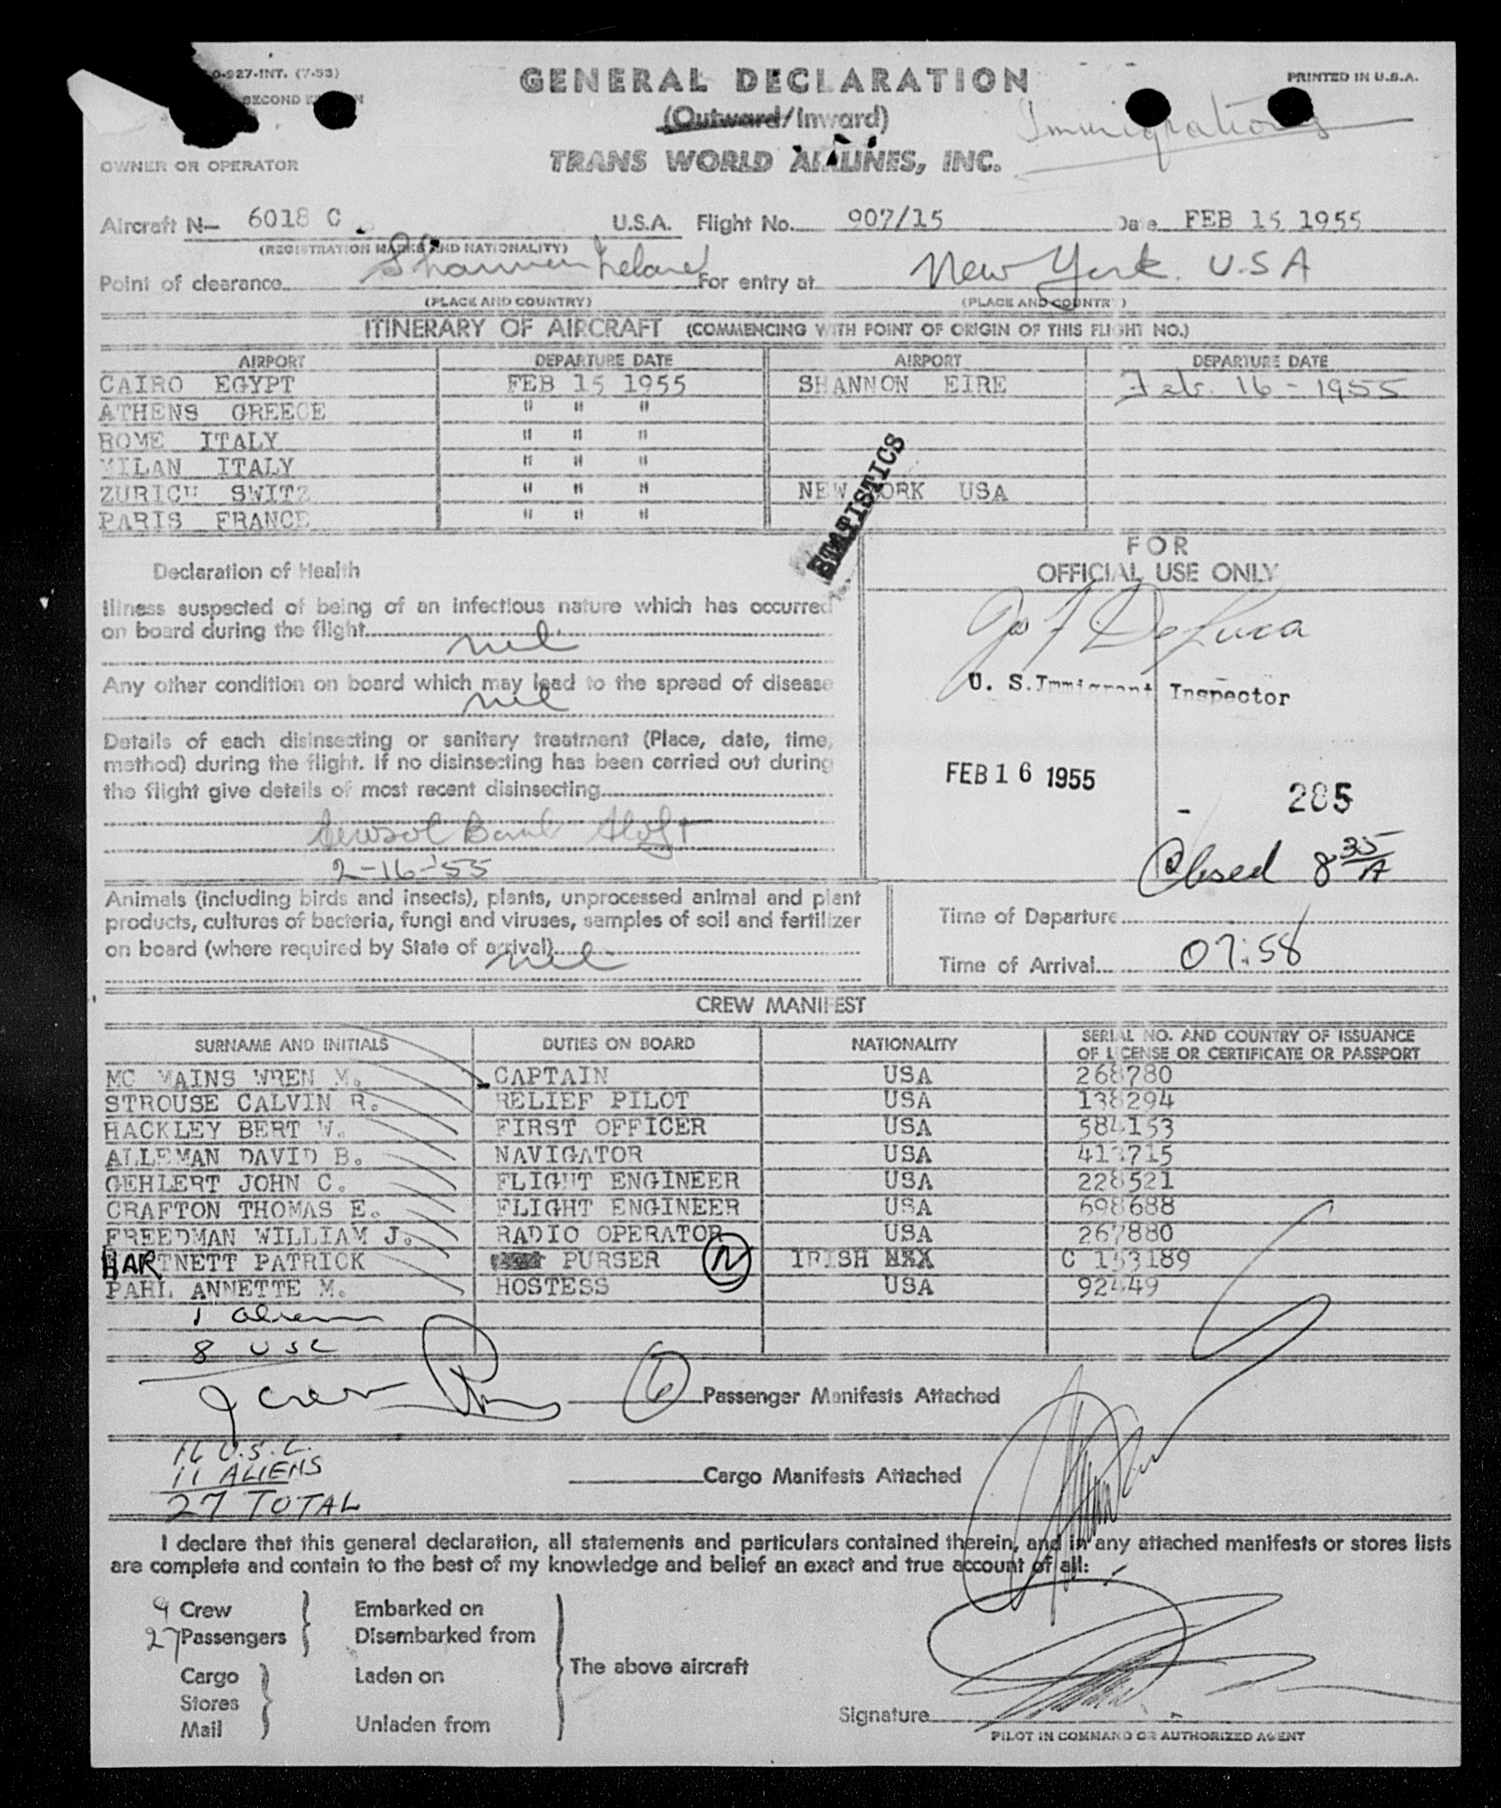 0-927-INT. (7-53)
SECOND
GENERAL DECLARATION
PRINTED IN U.S.A.
(Outward/Inward)
Immigration
OWNER OR OPERATOR
TRANS WORLD AIRLINES, INC.
Aircraft N— 6018 C U.S.A. Flight No. 907/15 Date FEB 15 1955
(REGISTRATION MARKS AND NATIONALITY)
Point of clearance Shannon Ireland For entry at New York. U.S A
(PLACE AND COUNTRY) (PLACE AND COUNTRY)
ITINERARY OF AIRCRAFT (COMMENCING WITH POINT OF ORIGIN OF THIS FLIGHT NO.)
AIRPORT DEPARTURE DATE AIRPORT DEPARTURE DATE
CAIRO EGYPT FEB 15 1955 SHANNON EIRE Feb. 16-1955
ATHENS GREECE " " "
ROME ITALY " " "
MILAN ITALY " " "
ZURICH SWITZ " " " NEW YORK USA
PARIS FRANCE " " "
STATISTICS
FOR
OFFICIAL USE ONLY
Declaration of Health
Illness suspected of being of an infectious nature which has occurred
on board during the flight
nil
Any other condition on board which may lead to the spread of disease
nil
Details of each disinsecting or sanitary treatment (Place, date, time,
method) during the flight. If no disinsecting has been carried out during
the flight give details of most recent disinsecting
Aerosol Bomb Aloft
2-16-'55
De Luca
U. S. Immigrant Inspector
FEB 16 1955
- 285
Closed 8 35/A
Animals (including birds and insects), plants, unprocessed animal and plant
products, cultures of bacteria, fungi and viruses, samples of soil and fertilizer
on board (where required by State of arrival)
nil
Time of Departure
Time of Arrival 07:58
CREW MANIFEST
SURNAME AND INITIALS DUTIES ON BOARD NATIONALITY SERIAL NO. AND COUNTRY OF ISSUANCE
OF LICENSE OR CERTIFICATE OR PASSPORT
MC MAINS WREN M. CAPTAIN USA 268780
STROUSE CALVIN R. RELIEF PILOT USA 138294
HACKLEY BERT W. FIRST OFFICER USA 584153
ALLEMAN DAVID B. NAVIGATOR USA 413715
GEHLERT JOHN C. FLIGHT ENGINEER USA 228521
CRAFTON THOMAS E. FLIGHT ENGINEER USA 698688
FREEDMAN WILLIAM J. RADIO OPERATOR USA 267880
HARTNETT PATRICK PURSER N IRISH C 153189
PAHL ANNETTE M. HOSTESS USA 92449
1 alien
8 USC
9 crew
6 Passenger Manifests Attached
16 U.S.C.
11 ALIENS
27 TOTAL
Cargo Manifests Attached
I declare that this general declaration, all statements and particulars contained therein, and in any attached manifests or stores lists
are complete and contain to the best of my knowledge and belief an exact and true account of all:
9 Crew Embarked on
27 Passengers Disembarked from
The above aircraft
Cargo Laden on
Stores
Mail Unladen from
Signature
PILOT IN COMMAND OR AUTHORIZED AGENT